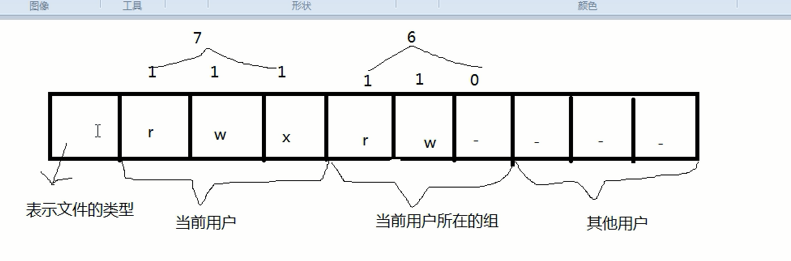 图像 工具 形状 颜色
7 6
1 1 1 1 1 0
r w x r w - - - -
表示文件的类型 当前用户 当前用户所在的组 其他用户